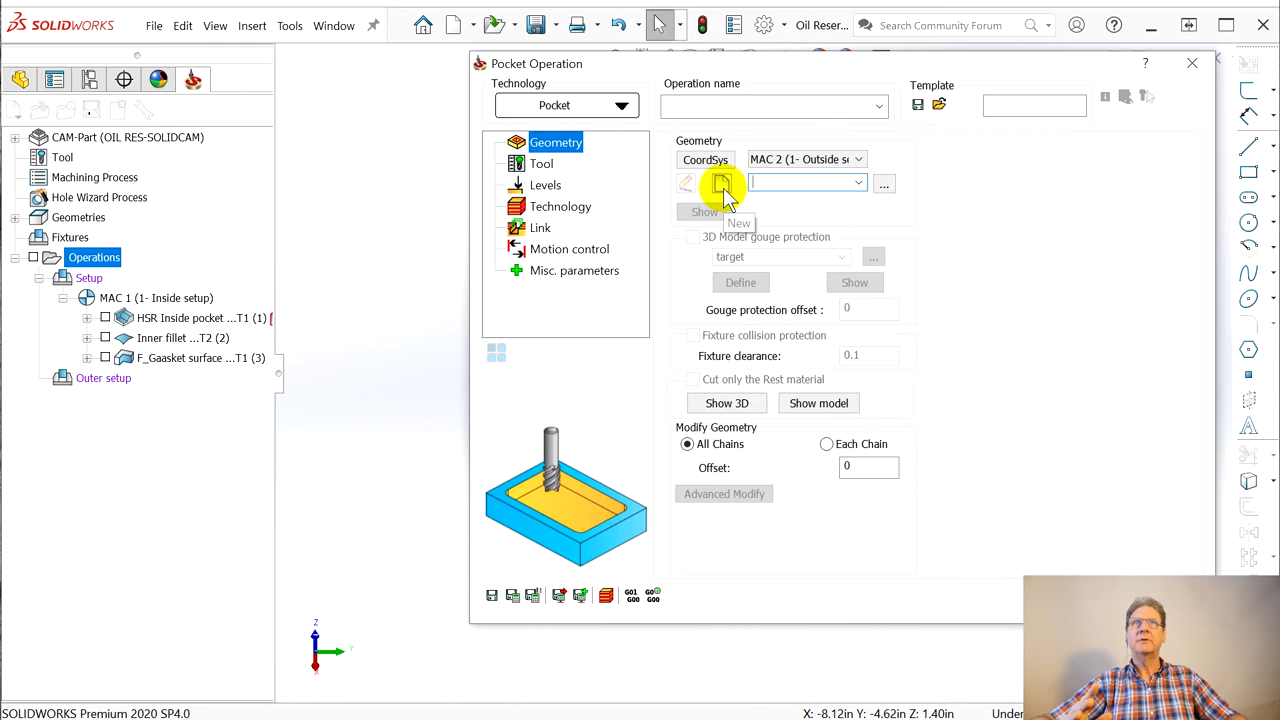 SOLIDWORKS File Edit View Insert Tools Window Oil Reser... Search Community Forum
Pocket Operation
Technology Operation name Template
Pocket
CAM-Part (OIL RES-SOLIDCAM)
Tool
Machining Process
Hole Wizard Process
Geometries
Fixtures
Operations
Setup
MAC 1 (1- Inside setup)
HSR Inside pocket ...T1 (1)
Inner fillet ...T2 (2)
F_Gaasket surface ...T1 (3)
Outer setup
Geometry
Tool
Levels
Technology
Link
Motion control
Misc. parameters
Geometry
CoordSys MAC 2 (1- Outside se
...
Show
New
3D Model gouge protection
target ...
Define Show
Gouge protection offset : 0
Fixture collision protection
Fixture clearance: 0.1
Cut only the Rest material
Show 3D Show model
Modify Geometry
All Chains Each Chain
Offset: 0
Advanced Modify
G01 G00
G00
Z
Y
X
SOLIDWORKS Premium 2020 SP4.0 X: -8.12in Y: -4.62in Z: 1.40in Under